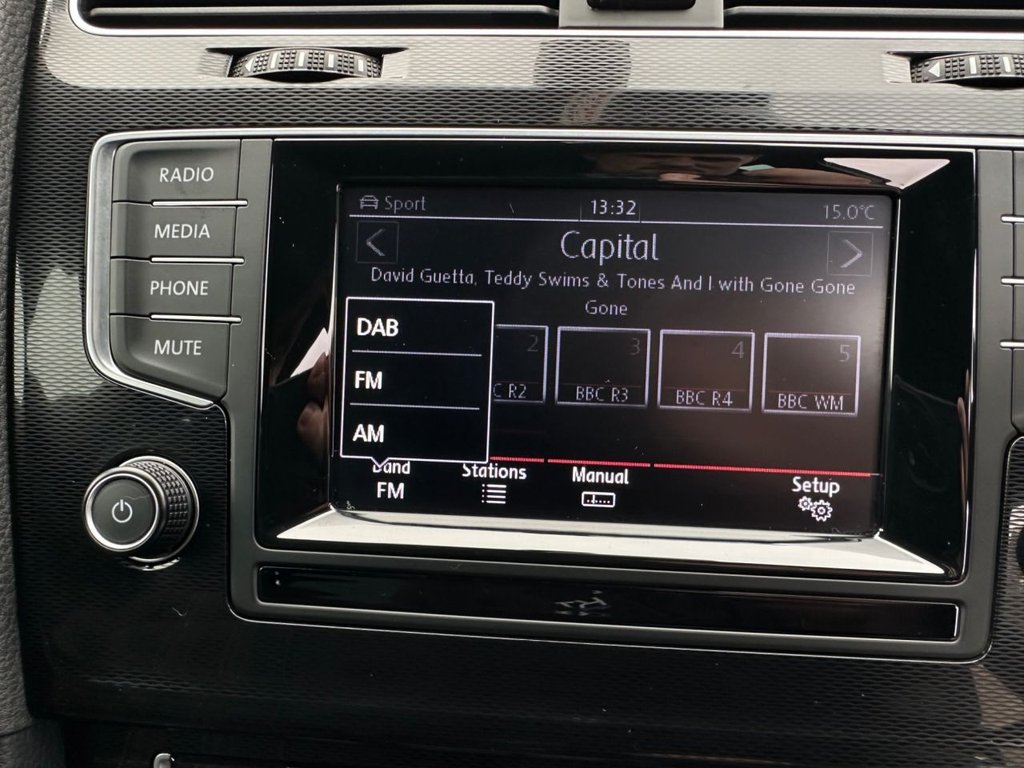 RADIO
MEDIA
PHONE
MUTE
Sport 13:32 15.0°C
Capital
David Guetta, Teddy Swims & Tones And I with Gone Gone
Gone
DAB
FM
AM
2 3 4 5
C R2 BBC R3 BBC R4 BBC WM
Band Stations Manual Setup
FM